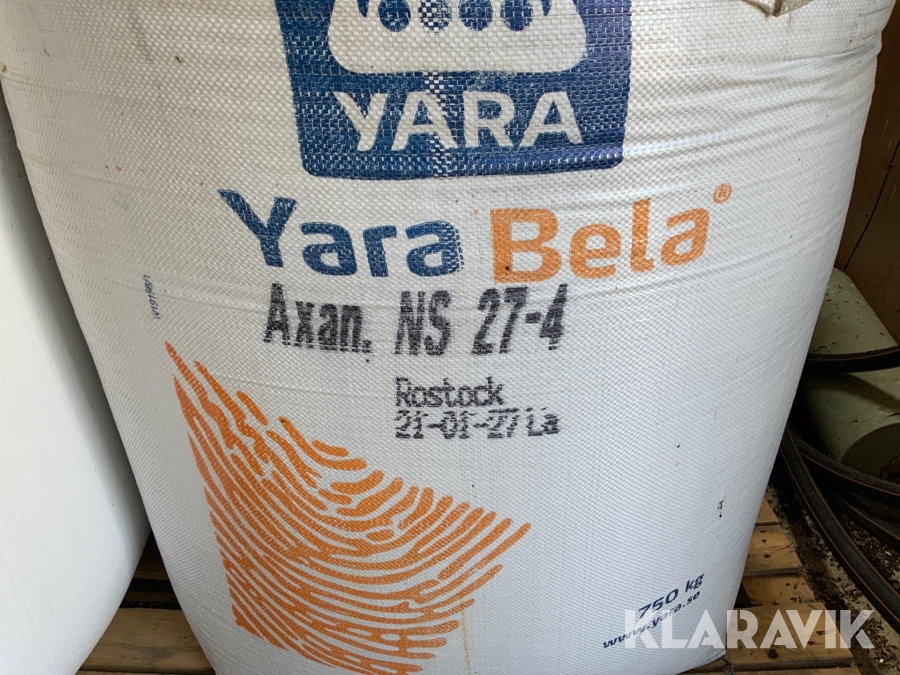 YARA
Yara Bela®
Axan. NS 27-4
Rostock
21-01-27 La
750 kg
www.yara.se
KLARAVIK